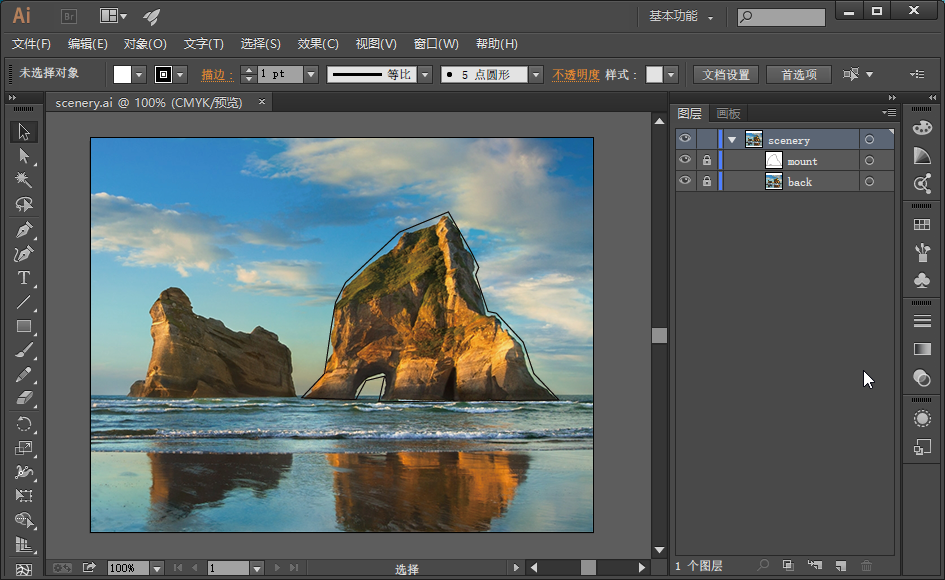 Ai Br 基本功能
文件(F) 编辑(E) 对象(O) 文字(T) 选择(S) 效果(C) 视图(V) 窗口(W) 帮助(H)
未选择对象 描边: 1 pt 等比 5 点圆形 不透明度 样式: 文档设置 首选项
scenery.ai @ 100% (CMYK/预览) ×
图层 画板
scenery
mount
back
T
100% 1 选择
1 个图层